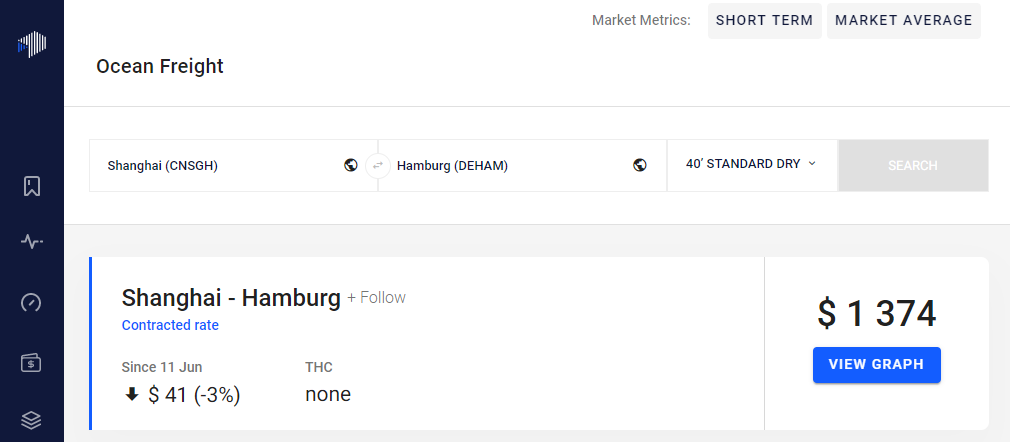 Market Metrics: SHORT TERM MARKET AVERAGE
Ocean Freight
Shanghai (CNSGH) Hamburg (DEHAM) 40’ STANDARD DRY SEARCH
Shanghai - Hamburg + Follow
Contracted rate
$ 1 374
VIEW GRAPH
Since 11 Jun THC
$ 41 (-3%) none